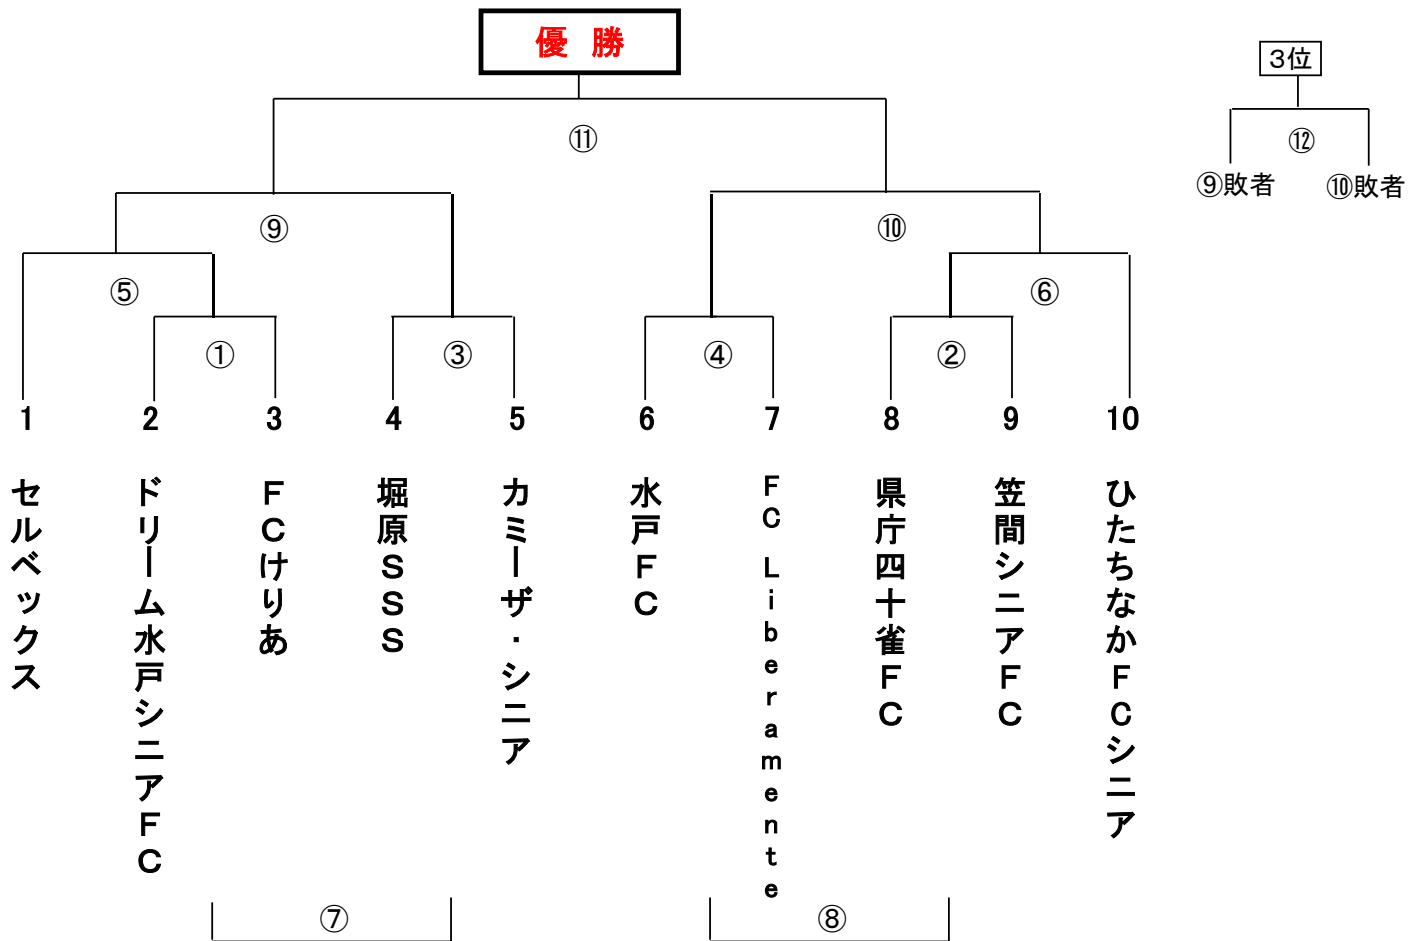 優 勝
3位
⑪
⑫
⑨敗者
⑩敗者
⑨
⑩
⑤
⑥
①
③
④
②
1
2
3
4
5
6
7
8
9
10
セルベックス
ドリーム水戸シニアFC
FCけりあ
堀原SSS
カミーザ・シニア
水戸FC
FC Liberamente
県庁四十雀FC
笠間シニアFC
ひたちなかFCシニア
⑦
⑧